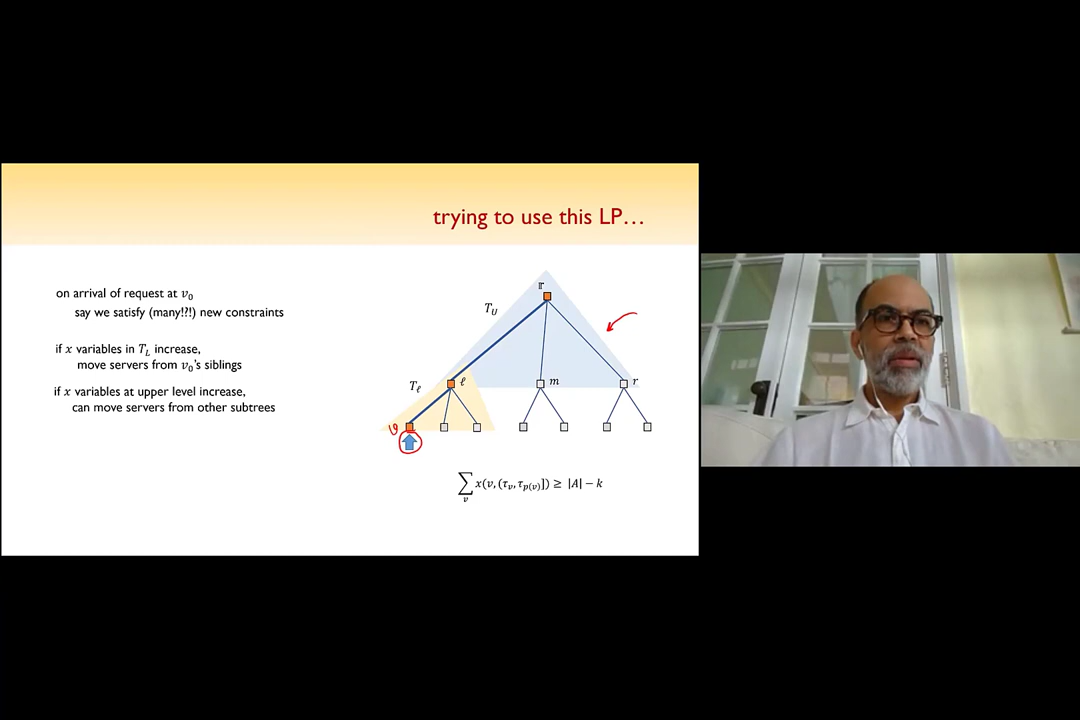 trying to use this LP…
on arrival of request at v₀
say we satisfy (many!?!) new constraints
if x variables in T_L increase,
move servers from v₀'s siblings
if x variables at upper level increase,
can move servers from other subtrees
𝕣
T_U
T_ℓ
ℓ
m
r
v
∑_v x(v, (τ_v, τ_{p(v)}]) ≥ |A| − k